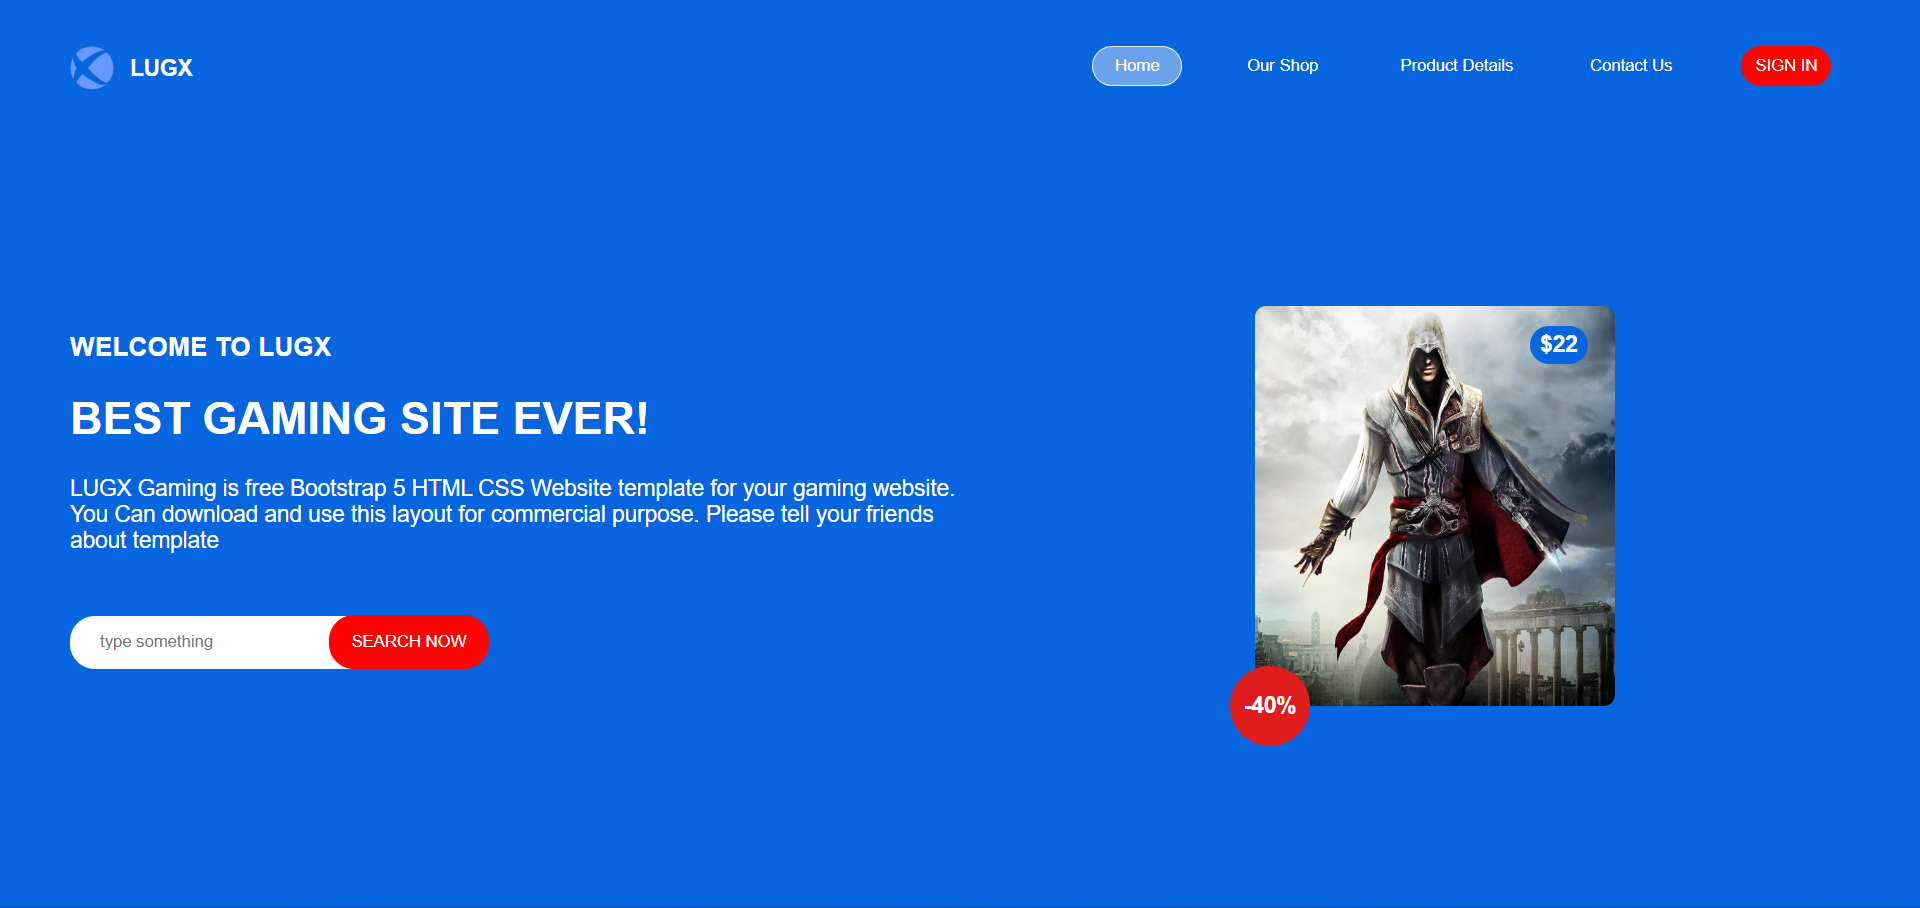 LUGX
Home
Our Shop
Product Details
Contact Us
SIGN IN
WELCOME TO LUGX
BEST GAMING SITE EVER!
LUGX Gaming is free Bootstrap 5 HTML CSS Website template for your gaming website.
You Can download and use this layout for commercial purpose. Please tell your friends
about template
type something
SEARCH NOW
$22
-40%